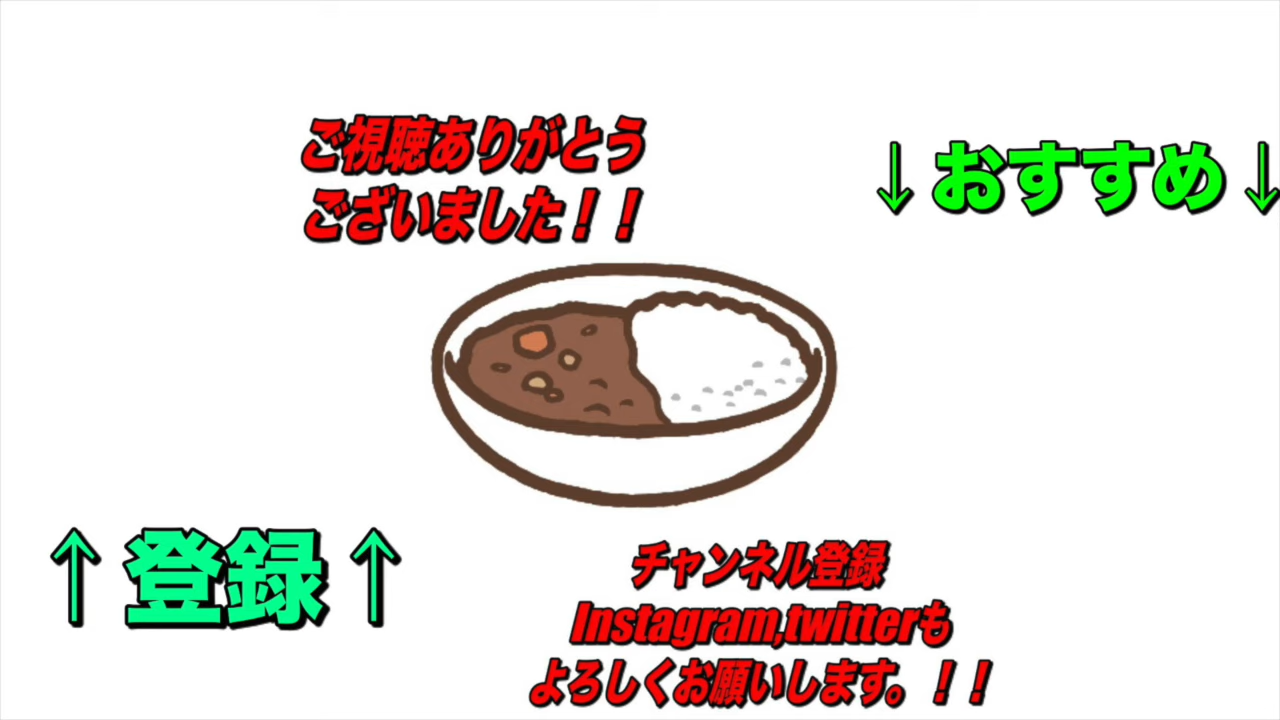 ご視聴ありがとう
ございました！！
↓おすすめ↓
↑登録↑
チャンネル登録
Instagram,twitterも
よろしくお願いします。！！